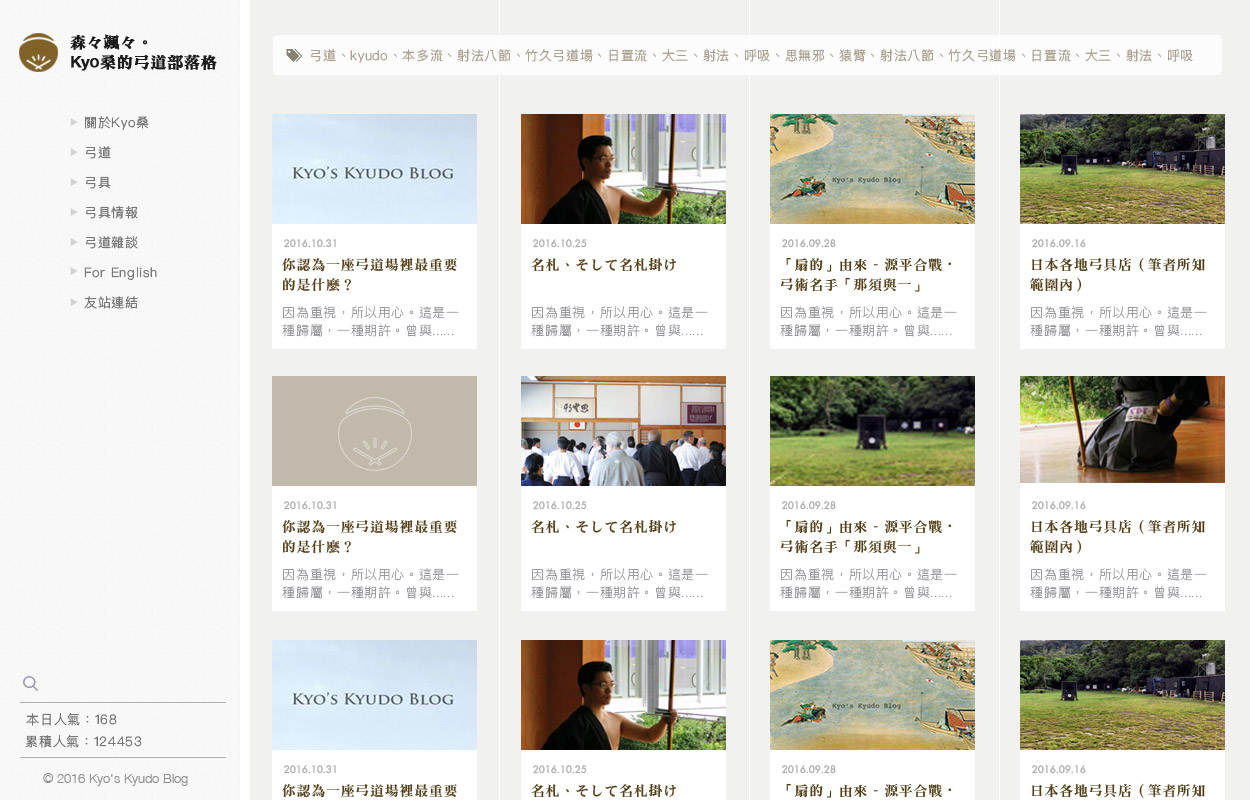 森々颯々。
Kyo桑的弓道部落格
關於Kyo桑
弓道
弓具
弓具情報
弓道雜談
For English
友站連結
本日人氣：168
累積人氣：124453
© 2016 Kyo's Kyudo Blog
弓道、kyudo、本多流、射法八節、竹久弓道場、日置流、大三、射法、呼吸、思無邪、猿臂、射法八節、竹久弓道場、日置流、大三、射法、呼吸
Kyo's Kyudo Blog
2016.10.31
你認為一座弓道場裡最重要
的是什麼？
因為重視，所以用心。這是一
種歸屬，一種期許。曾與......
2016.10.25
名札、そして名札掛け
因為重視，所以用心。這是一
種歸屬，一種期許。曾與......
Kyo's Kyudo Blog
2016.09.28
「扇的」由來 - 源平合戰・
弓術名手「那須與一」
因為重視，所以用心。這是一
種歸屬，一種期許。曾與......
2016.09.16
日本各地弓具店（筆者所知
範圍內）
因為重視，所以用心。這是一
種歸屬，一種期許。曾與......
2016.10.31
你認為一座弓道場裡最重要
的是什麼？
因為重視，所以用心。這是一
種歸屬，一種期許。曾與......
2016.10.25
名札、そして名札掛け
因為重視，所以用心。這是一
種歸屬，一種期許。曾與......
2016.09.28
「扇的」由來 - 源平合戰・
弓術名手「那須與一」
因為重視，所以用心。這是一
種歸屬，一種期許。曾與......
2016.09.16
日本各地弓具店（筆者所知
範圍內）
因為重視，所以用心。這是一
種歸屬，一種期許。曾與......
Kyo's Kyudo Blog
2016.10.31
你認為一座弓道場裡最重要
2016.10.25
名札、そして名札掛け
Kyo's Kyudo Blog
2016.09.28
「扇的」由來 - 源平合戰・
2016.09.16
日本各地弓具店（筆者所知